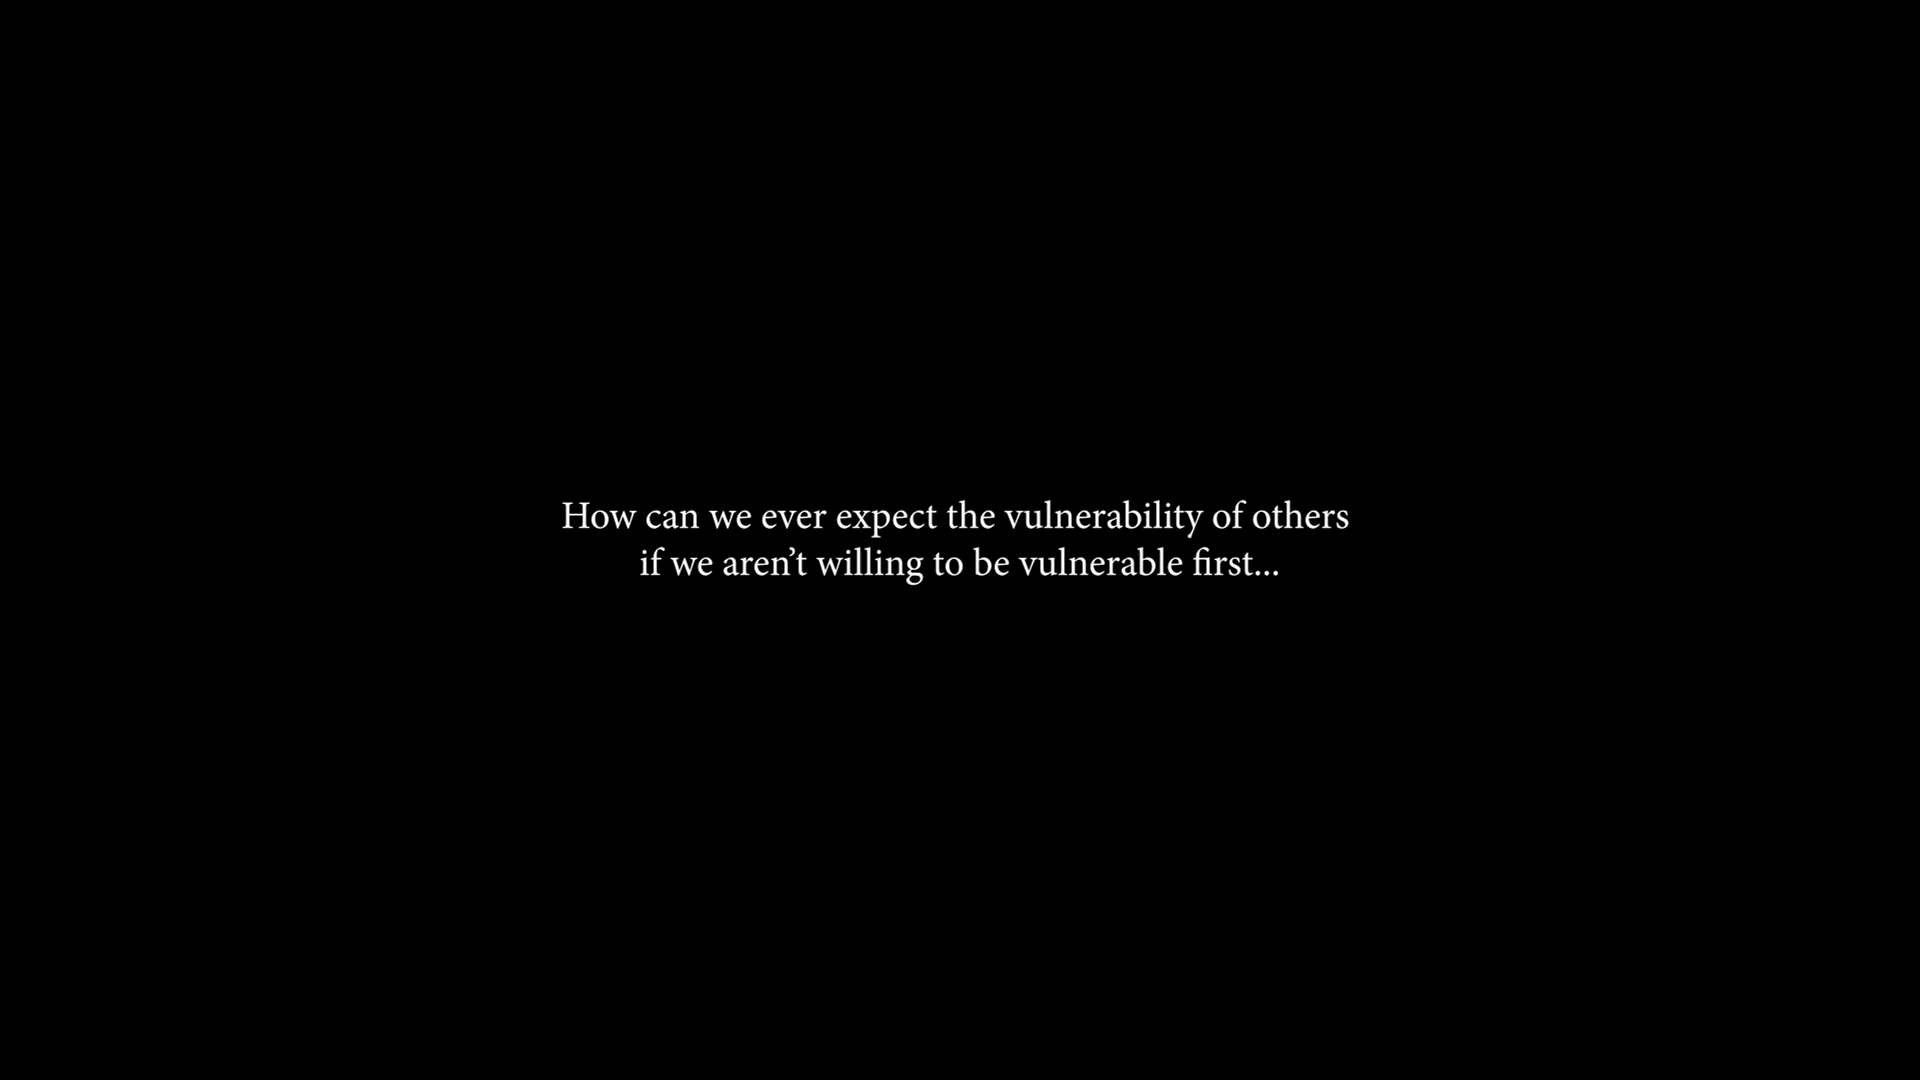 How can we ever expect the vulnerability of others
if we aren’t willing to be vulnerable first...